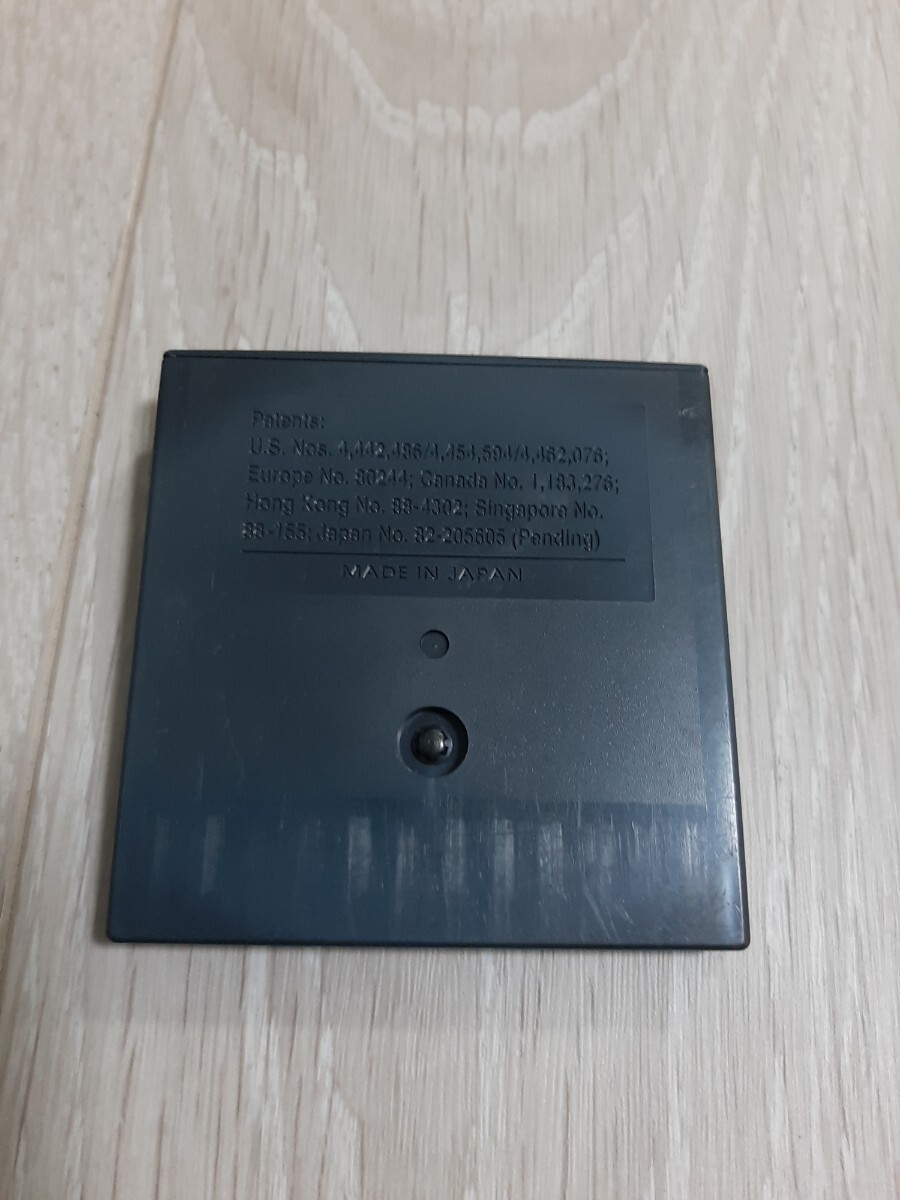 Patents:
U.S. Nos. 4,442,486/4,454,594/4,462,076;
Europe No. 80244; Canada No. 1,183,276;
Hong Kong No. 88-4302; Singapore No.
88-155; Japan No. 82-205605 (Pending)
MADE IN JAPAN